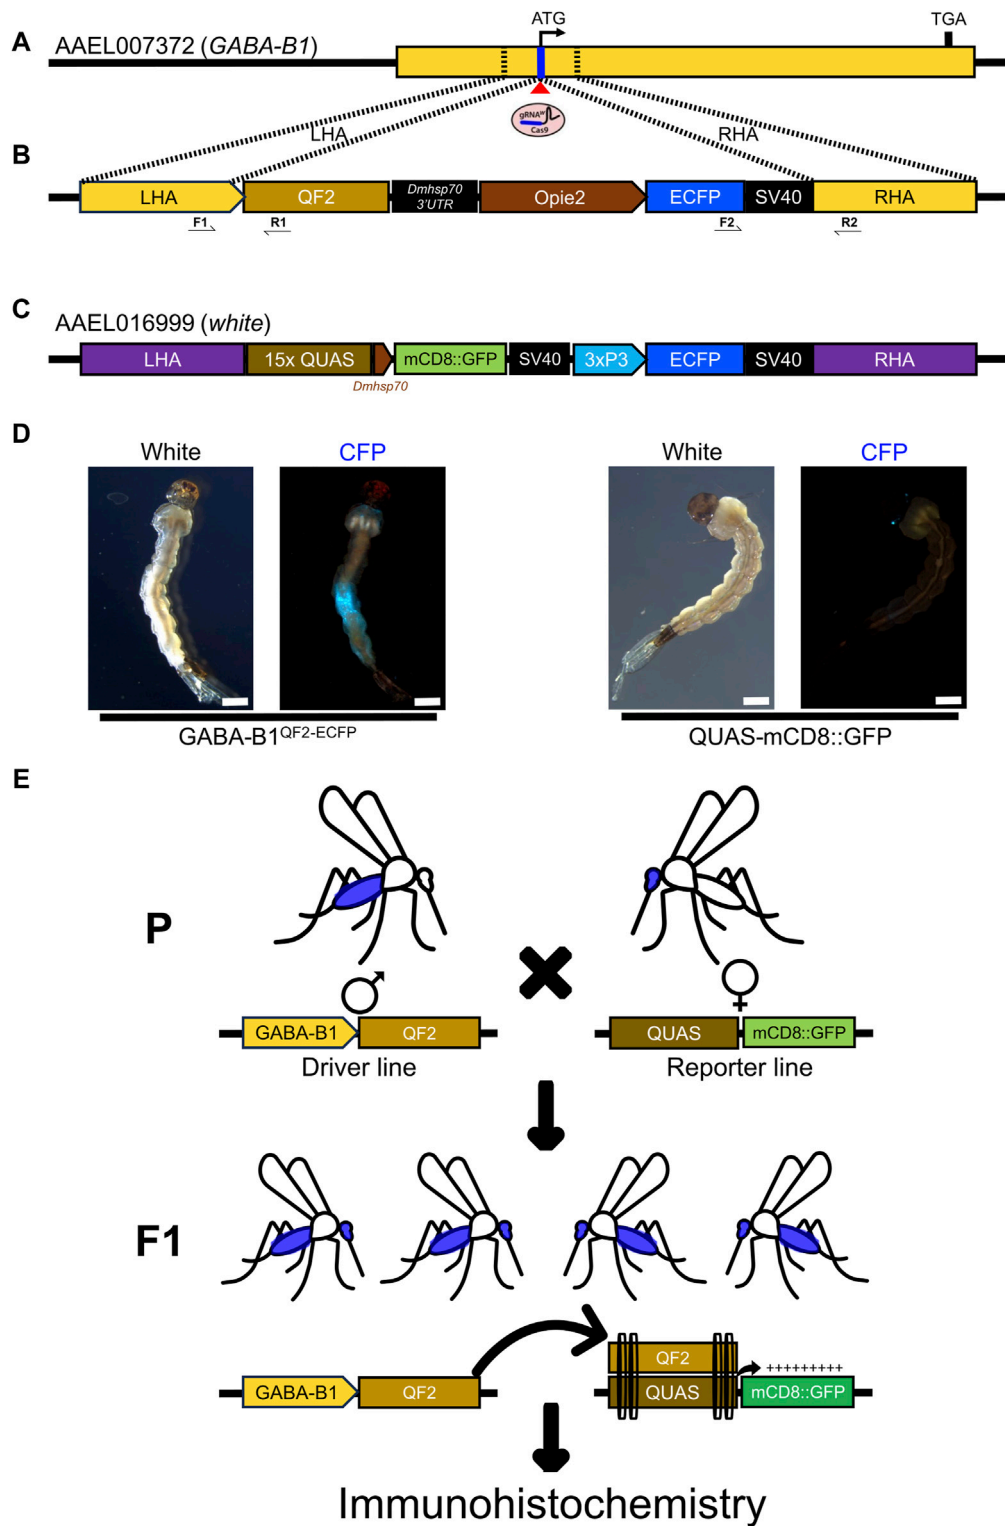 A
AAEL007372 (GABA-B1)
ATG
TGA
gRNAᵂ
Cas9
LHA
RHA
B
LHA
QF2
Dmhsp70
3'UTR
Opie2
ECFP
SV40
RHA
F1
R1
F2
R2
C
AAEL016999 (white)
LHA
15x QUAS
mCD8::GFP
SV40
3xP3
ECFP
SV40
RHA
Dmhsp70
D
White
CFP
White
CFP
GABA-B1QF2-ECFP
QUAS-mCD8::GFP
E
P
♂
♀
GABA-B1
QF2
QUAS
mCD8::GFP
Driver line
Reporter line
F1
QF2
+++++++++
GABA-B1
QF2
QUAS
mCD8::GFP
Immunohistochemistry